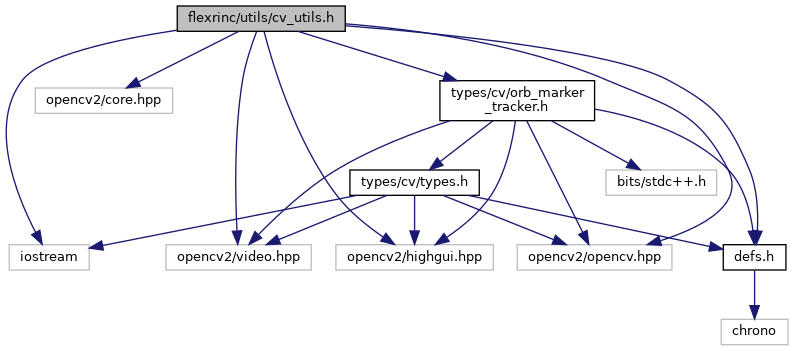 flexrinc/utils/cv_utils.h
opencv2/core.hpp
types/cv/orb_marker
_tracker.h
types/cv/types.h
bits/stdc++.h
iostream
opencv2/video.hpp
opencv2/highgui.hpp
opencv2/opencv.hpp
defs.h
chrono